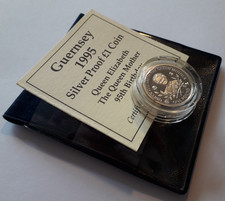 Guernsey
1995
Silver Proof £1 Coin
Queen Elizabeth
The Queen Mother
95th Birthday